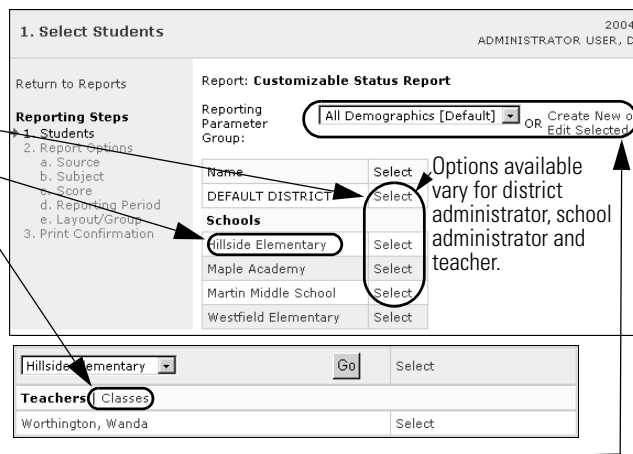 1. Select Students
2004
ADMINISTRATOR USER, D
Return to Reports
Reporting Steps
1. Students
2. Report Options
a. Source
b. Subject
c. Score
d. Reporting Period
e. Layout/Group
3. Print Confirmation
Report: Customizable Status Report
Reporting Parameter Group:
All Demographics [Default]
OR
Create New o
Edit Selected
Name Select
DEFAULT DISTRICT Select
Schools
Hillside Elementary Select
Maple Academy Select
Martin Middle School Select
Westfield Elementary Select
Options available
vary for district
administrator, school
administrator and
teacher.
Hillside Elementary Go Select
Teachers | Classes
Worthington, Wanda Select